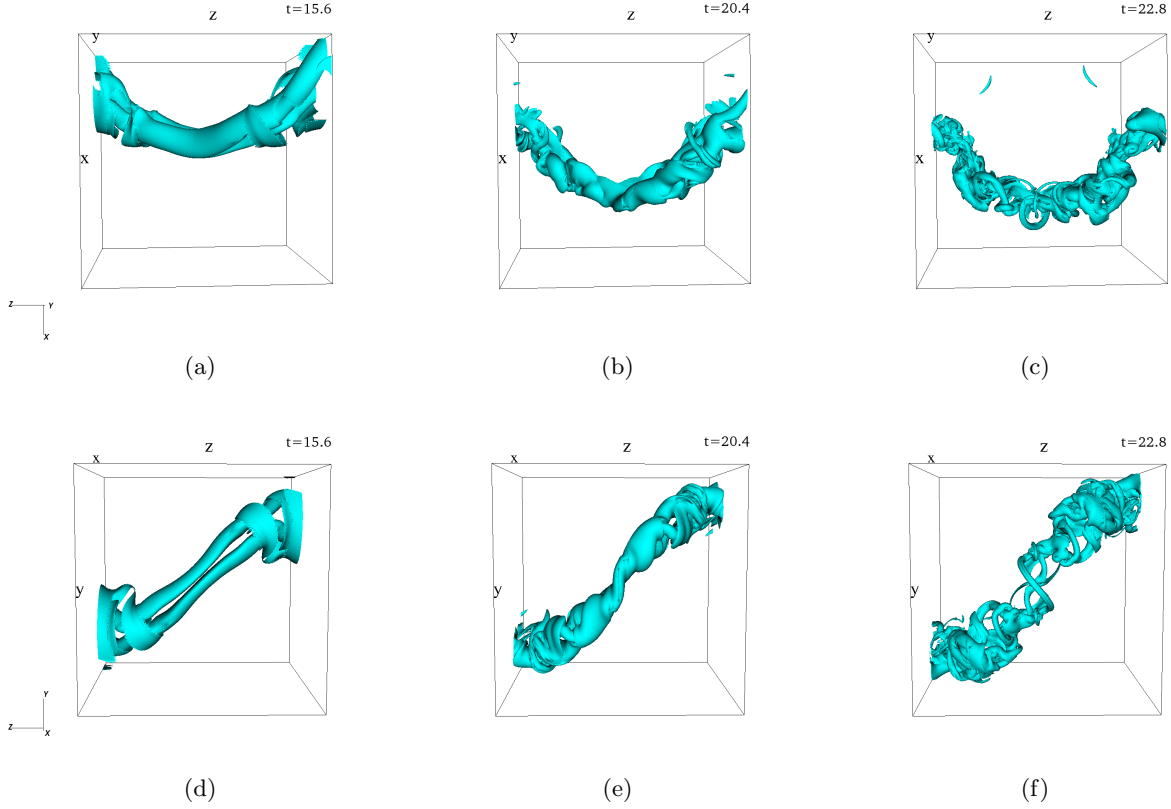 z t=15.6 z t=20.4 z t=22.8
y y y
x x x
z Y
X
(a) (b) (c)
z t=15.6 z t=20.4 z t=22.8
x x x
y y y
Y
z X
(d) (e) (f)